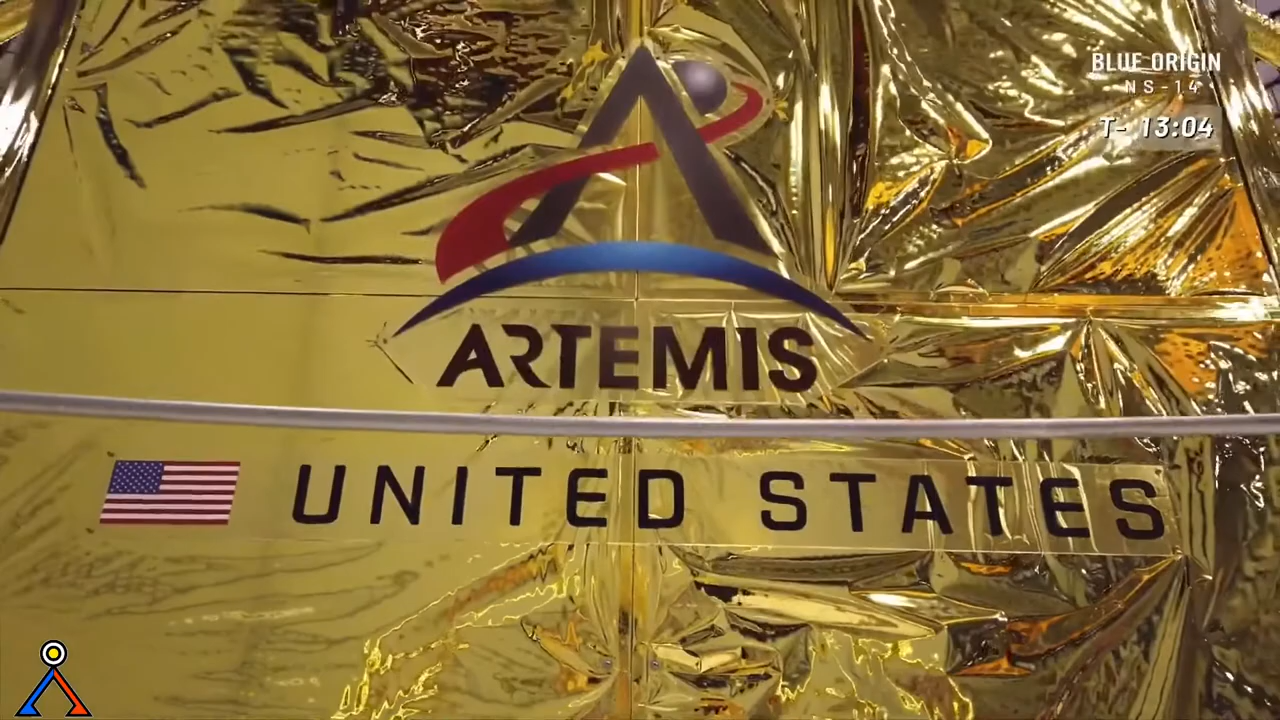 BLUE ORIGIN
NS-14
T- 13:04
ARTEMIS
UNITED STATES